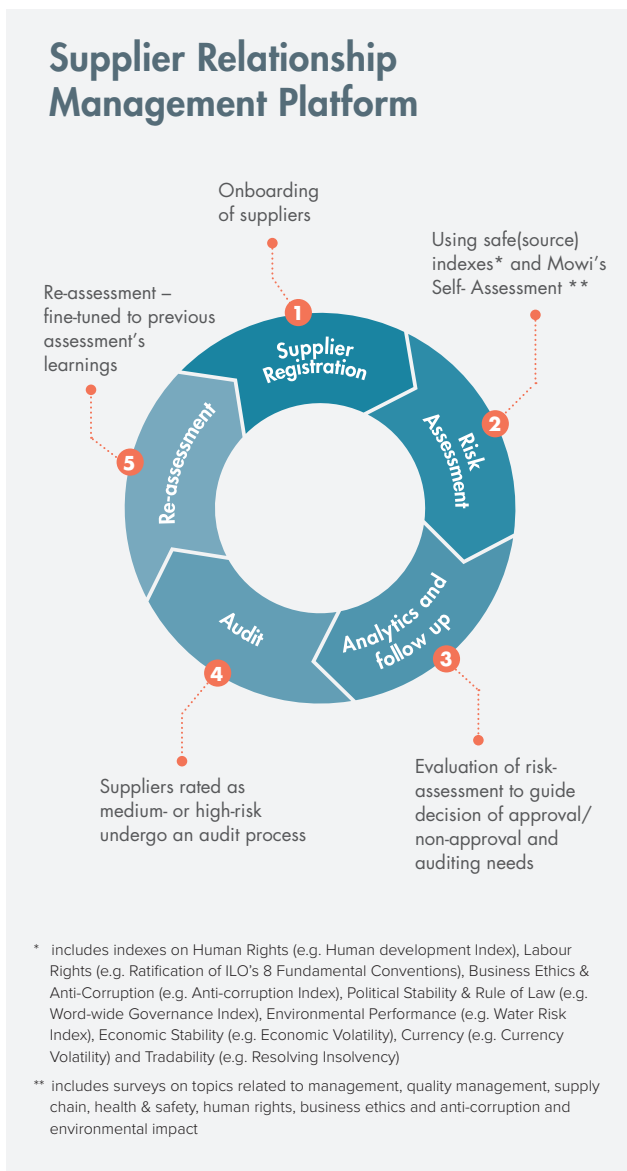 Supplier Relationship
Management Platform
Onboarding
of suppliers
Using safe(source)
indexes* and Mowi's
Self- Assessment **
Re-assessment –
fine-tuned to previous
assessment's
learnings
1
Supplier
Registration
2
Risk
Assessment
3
Analytics and
follow up
4
Audit
5
Re-assessment
Evaluation of risk-
assessment to guide
decision of approval/
non-approval and
auditing needs
Suppliers rated as
medium- or high-risk
undergo an audit process
* includes indexes on Human Rights (e.g. Human development Index), Labour
Rights (e.g. Ratification of ILO's 8 Fundamental Conventions), Business Ethics &
Anti-Corruption (e.g. Anti-corruption Index), Political Stability & Rule of Law (e.g.
Word-wide Governance Index), Environmental Performance (e.g. Water Risk
Index), Economic Stability (e.g. Economic Volatility), Currency (e.g. Currency
Volatility) and Tradability (e.g. Resolving Insolvency)
** includes surveys on topics related to management, quality management, supply
chain, health & safety, human rights, business ethics and anti-corruption and
environmental impact